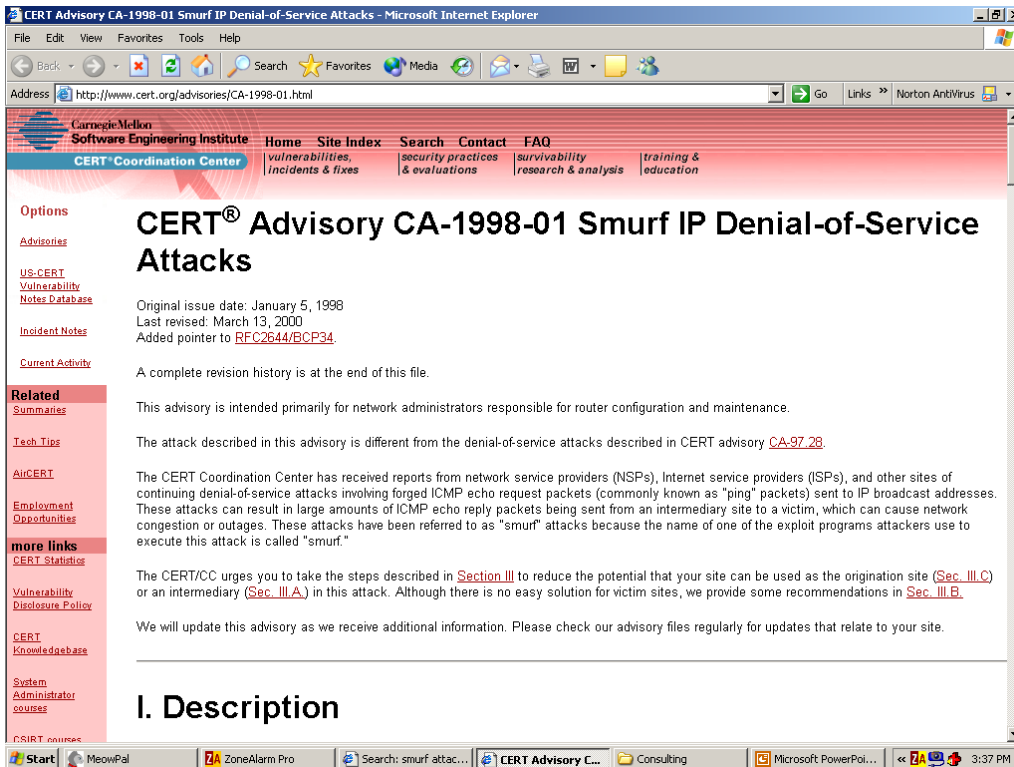 CERT Advisory CA-1998-01 Smurf IP Denial-of-Service Attacks - Microsoft Internet Explorer
File Edit View Favorites Tools Help
Back Search Favorites Media
Address http://www.cert.org/advisories/CA-1998-01.html Go Links » Norton AntiVirus
CarnegieMellon
Software Engineering Institute
CERT® Coordination Center
Home Site Index Search Contact FAQ
vulnerabilities, incidents & fixes
security practices & evaluations
survivability research & analysis
training & education
Options
Advisories
US-CERT
Vulnerability
Notes Database
Incident Notes
Current Activity
Related
Summaries
Tech Tips
AirCERT
Employment
Opportunities
more links
CERT Statistics
Vulnerability
Disclosure Policy
CERT
Knowledgebase
System
Administrator
courses
CSIRT courses
CERT® Advisory CA-1998-01 Smurf IP Denial-of-Service
Attacks
Original issue date: January 5, 1998
Last revised: March 13, 2000
Added pointer to RFC2644/BCP34.
A complete revision history is at the end of this file.
This advisory is intended primarily for network administrators responsible for router configuration and maintenance.
The attack described in this advisory is different from the denial-of-service attacks described in CERT advisory CA-97.28.
The CERT Coordination Center has received reports from network service providers (NSPs), Internet service providers (ISPs), and other sites of
continuing denial-of-service attacks involving forged ICMP echo request packets (commonly known as "ping" packets) sent to IP broadcast addresses.
These attacks can result in large amounts of ICMP echo reply packets being sent from an intermediary site to a victim, which can cause network
congestion or outages. These attacks have been referred to as "smurf" attacks because the name of one of the exploit programs attackers use to
execute this attack is called "smurf."
The CERT/CC urges you to take the steps described in Section III to reduce the potential that your site can be used as the origination site (Sec. III.C)
or an intermediary (Sec. III.A.) in this attack. Although there is no easy solution for victim sites, we provide some recommendations in Sec. III.B.
We will update this advisory as we receive additional information. Please check our advisory files regularly for updates that relate to your site.
I. Description
Start MeowPal ZoneAlarm Pro Search: smurf attac... CERT Advisory C... Consulting Microsoft PowerPoi... « ZA 3:37 PM